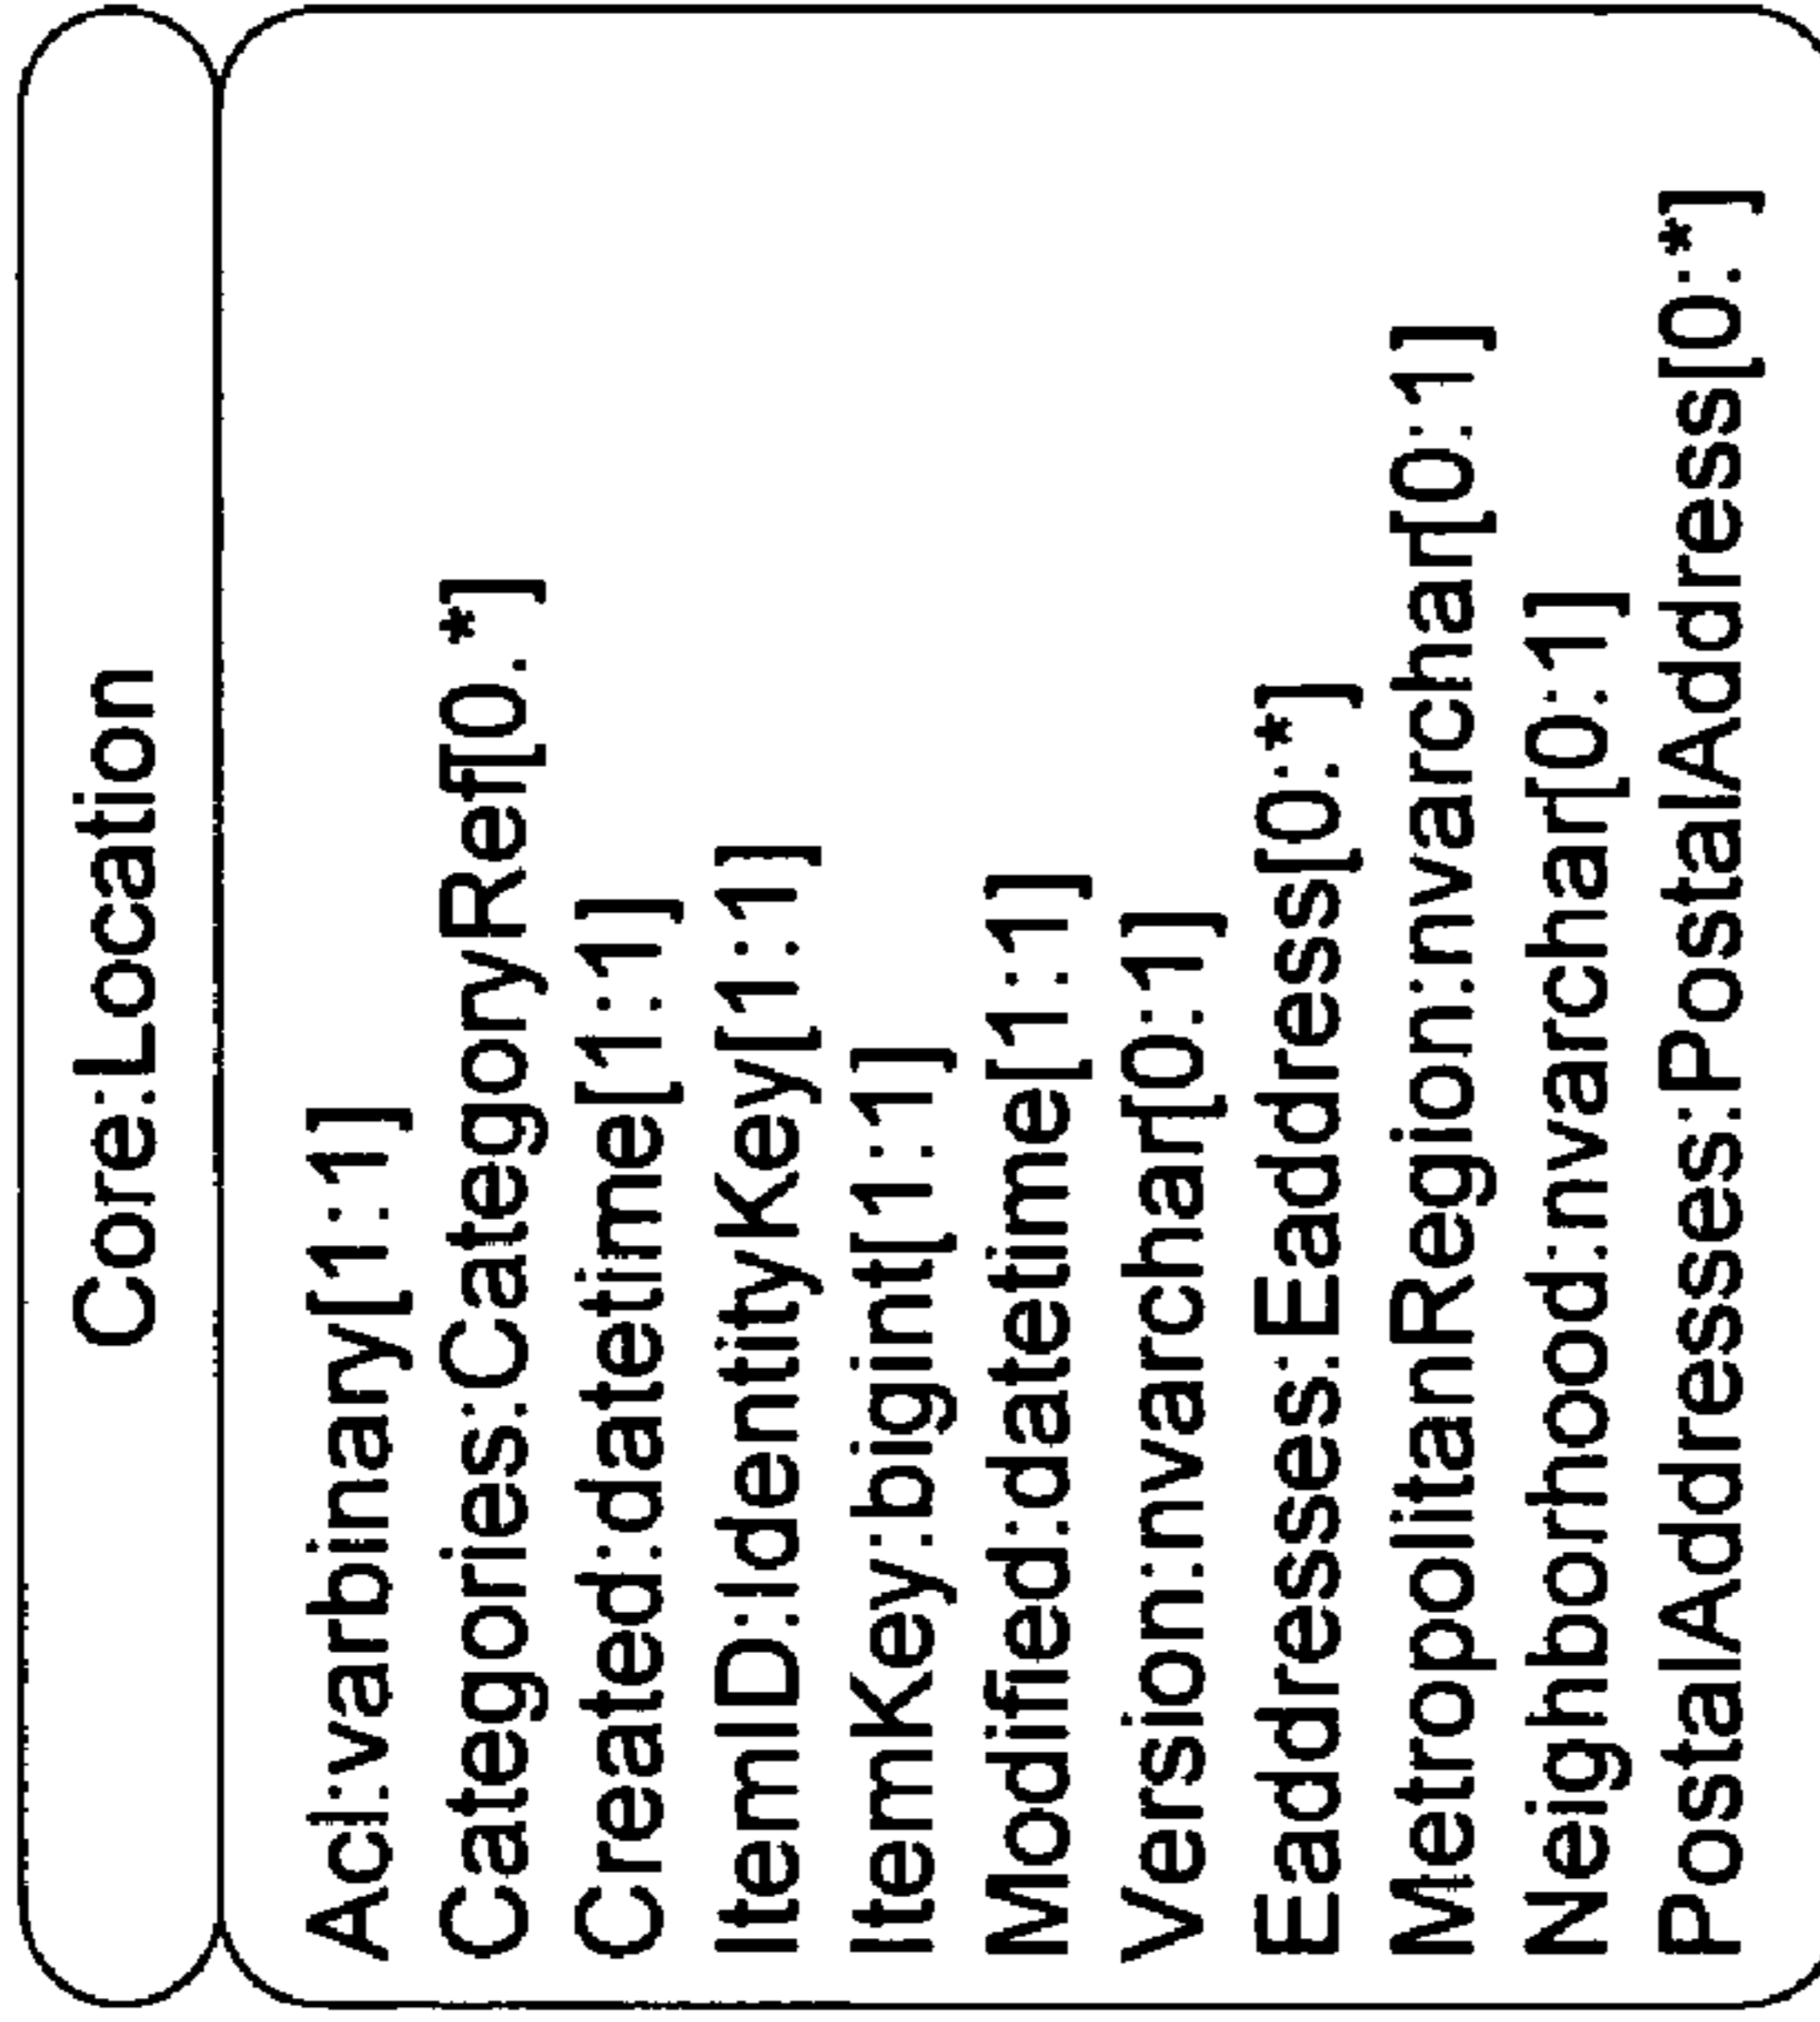 Core:Location
Acl:varbinary[1:1]
Categories:CategoryRef[0.*]
Created:datetime[1:1]
ItemID:IdentityKey[1:1]
ItemKey:bigint[1:1]
Modified:datetime[1:1]
Version:nvarchar[0:1]
Eaddresses:Eaddress[0:*]
MetropolitanRegion:nvarchar[0:1]
Neighborhood:nvarchar[0:1]
PostalAddresses:PostalAddress[0:*]